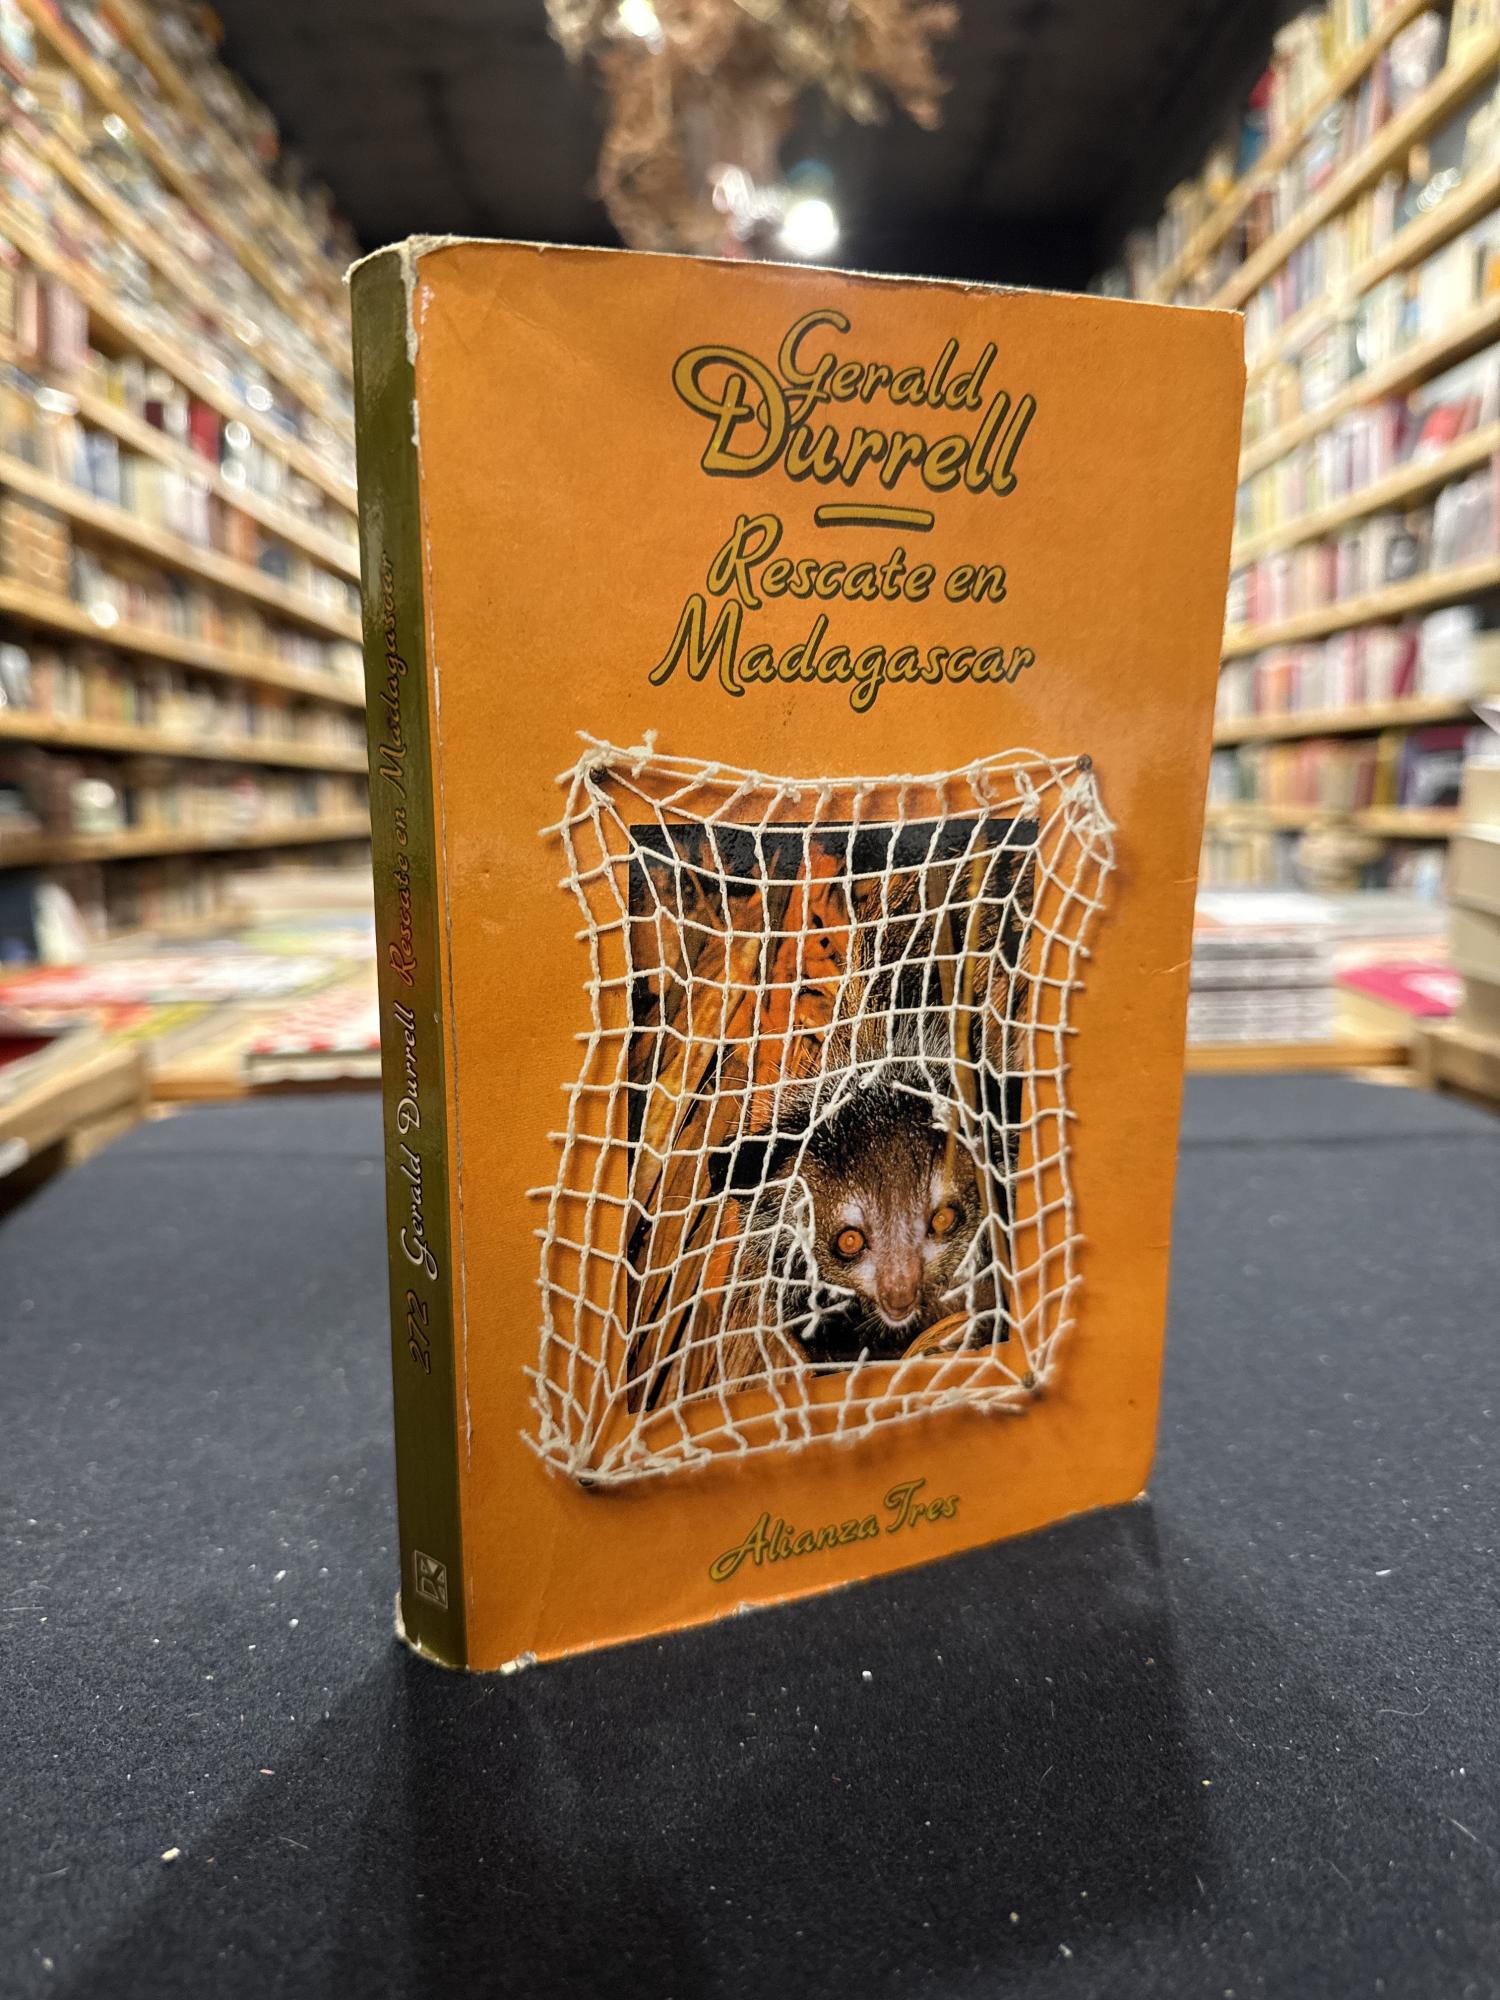 Gerald
Durrell
Rescate en
Madagascar
Alianza Tres
272 Gerald Durrell Rescate en Madagascar